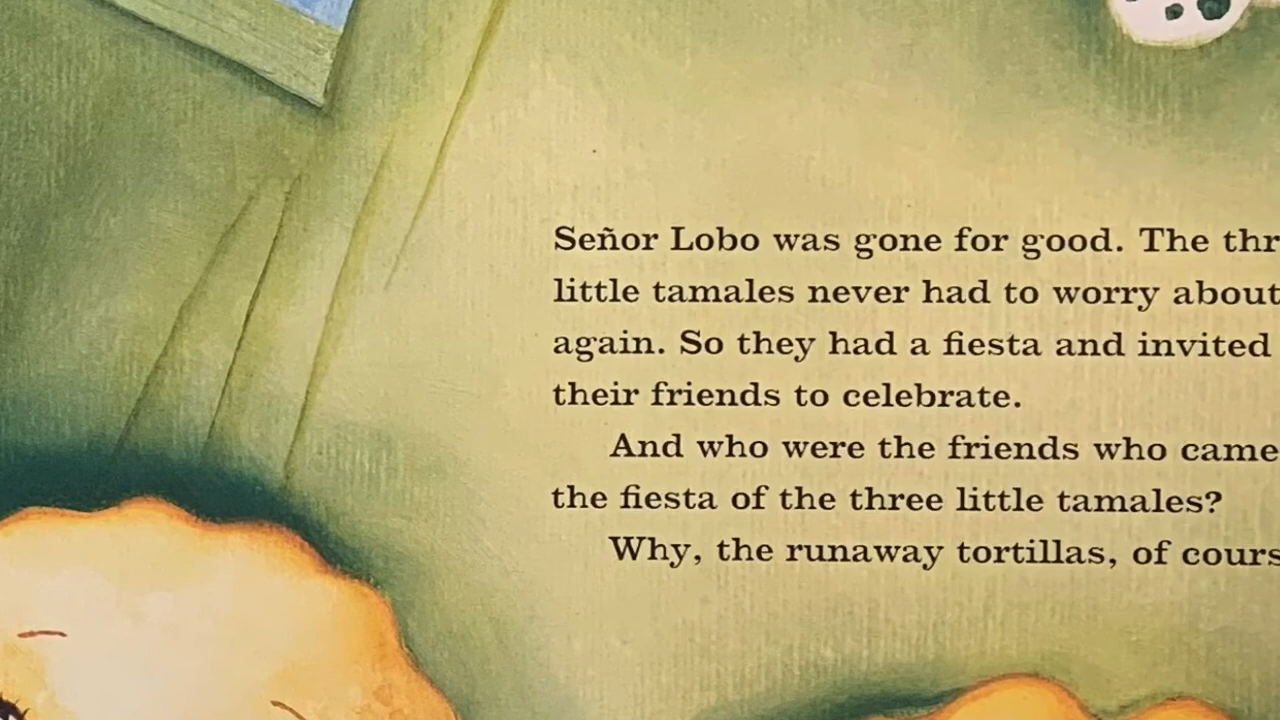 Señor Lobo was gone for good. The thr
little tamales never had to worry about
again. So they had a fiesta and invited
their friends to celebrate.
And who were the friends who came
the fiesta of the three little tamales?
Why, the runaway tortillas, of cours